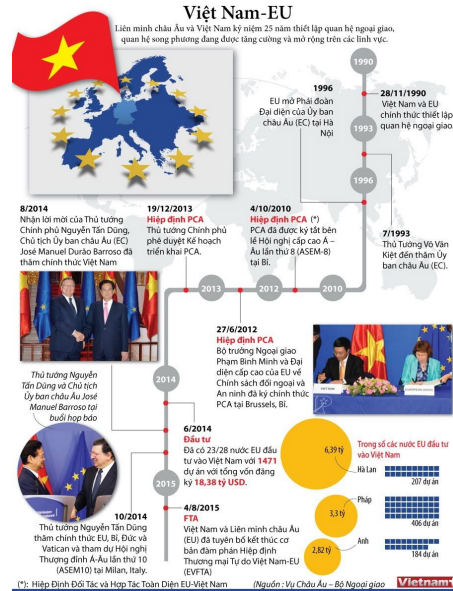 Việt Nam-EU
Liên minh châu Âu và Việt Nam kỷ niệm 25 năm thiết lập quan hệ ngoại giao,
quan hệ song phương đang được tăng cường và mở rộng trên các lĩnh vực.
1990
28/11/1990
Việt Nam và EU
chính thức thiết lập
quan hệ ngoại giao.
1996
EU mở Phái đoàn
Đại diện của Ủy
ban châu Âu (EC) tại Hà
Nội
1993
1996
7/1993
Thủ Tướng Võ Văn
Kiệt đến thăm Ủy
ban châu Âu (EC).
8/2014
Nhận lời mời của Thủ tướng
Chính phủ Nguyễn Tấn Dũng,
Chủ tịch Ủy ban châu Âu (EC)
José Manuel Durão Barroso đã
thăm chính thức Việt Nam
19/12/2013
Hiệp định PCA
Thủ tướng Chính phủ
phê duyệt Kế hoạch
triển khai PCA.
4/10/2010
Hiệp định PCA (*)
PCA đã được ký tắt bên
lề Hội nghị cấp cao Á –
Âu lần thứ 8 (ASEM-8)
tại Bỉ.
2013
2012
2010
27/6/2012
Hiệp định PCA
Bộ trưởng Ngoại giao
Phạm Bình Minh và Đại
diện cấp cao của EU về
Chính sách đối ngoại và
An ninh đã ký chính thức
PCA tại Brussels, Bỉ.
Thủ tướng Nguyễn
Tấn Dũng và Chủ tịch
Ủy ban châu Âu José
Manuel Barroso tại
buổi họp báo
2014
6/2014
Đầu tư
Đã có 23/28 nước EU đầu
tư vào Việt Nam với 1471
dự án với tổng vốn đăng
ký 18,38 tỷ USD.
2015
10/2014
Thủ tướng Nguyễn Tấn Dũng
thăm chính thức EU, Bỉ, Đức và
Vatican và tham dự Hội nghị
Thượng đỉnh Á-Âu lần thứ 10
(ASEM10) tại Milan, Italy.
4/8/2015
FTA
Việt Nam và Liên minh châu Âu
(EU) đã tuyên bố kết thúc cơ
bản đàm phán Hiệp định
Thương mại Tự do Việt Nam-EU
(EVFTA)
Trong số các nước EU đầu tư
vào Việt Nam
6,39 tỷ
Hà Lan
207 dự án
3,3 tỷ
Pháp
406 dự án
2,82 tỷ
Anh
184 dự án
(*): Hiệp Định Đối Tác và Hợp Tác Toàn Diện EU-Việt Nam
(Nguồn : Vụ Châu Âu – Bộ Ngoại giao
Vietnam